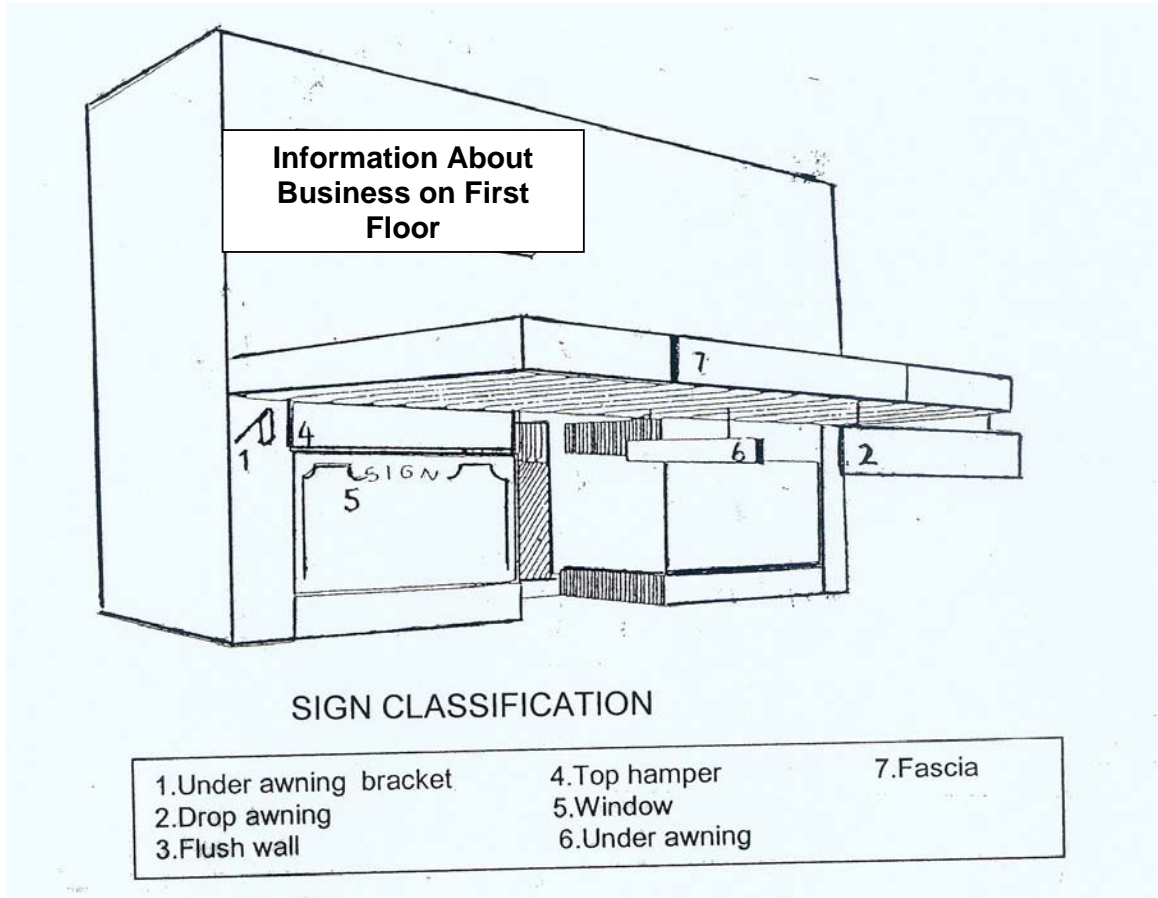 Information About
Business on First
Floor
7
4
1
6
2
SIGN
5
SIGN CLASSIFICATION
1.Under awning bracket
2.Drop awning
3.Flush wall
4.Top hamper
5.Window
6.Under awning
7.Fascia